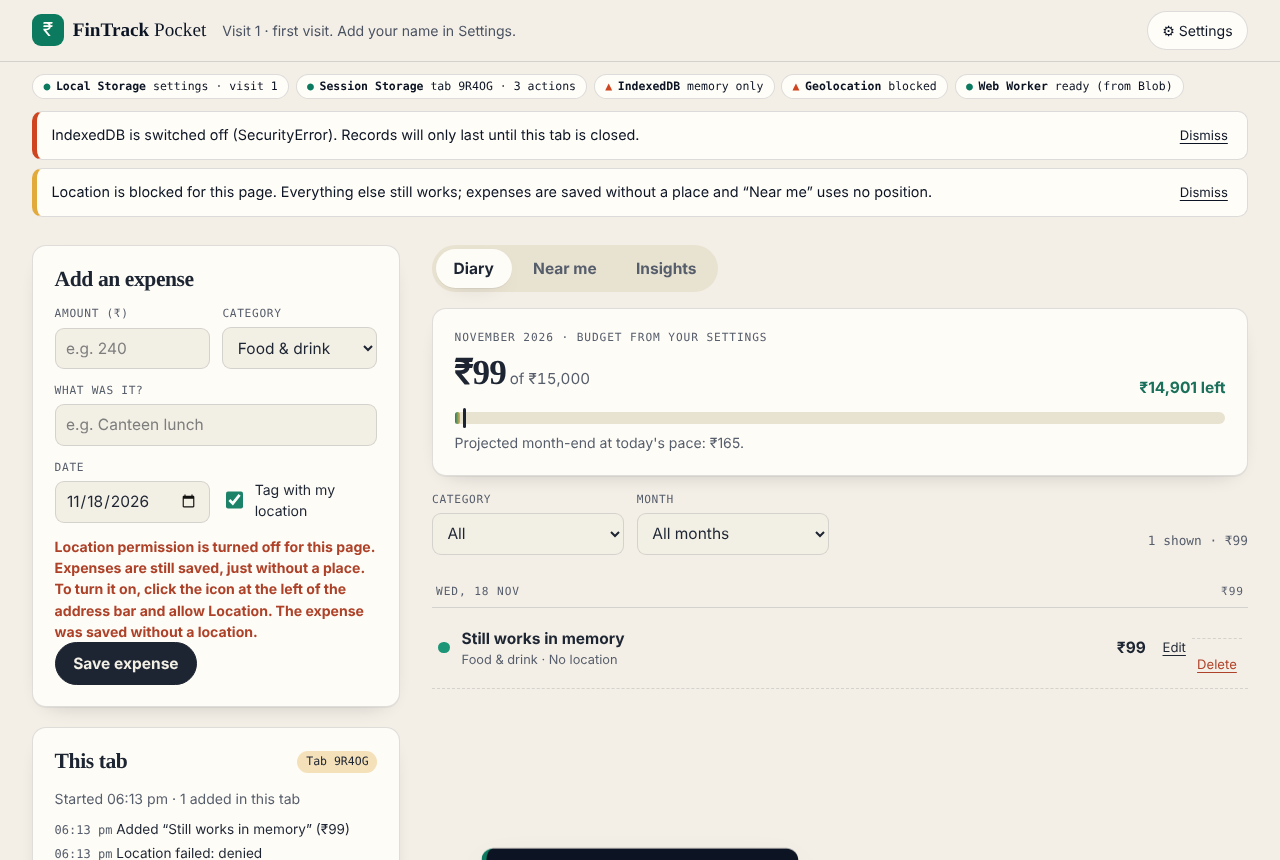 ₹ FinTrack Pocket Visit 1 · first visit. Add your name in Settings. ⚙ Settings
● Local Storage settings · visit 1 ● Session Storage tab 9R4OG · 3 actions ▲ IndexedDB memory only ▲ Geolocation blocked ● Web Worker ready (from Blob)
IndexedDB is switched off (SecurityError). Records will only last until this tab is closed. Dismiss
Location is blocked for this page. Everything else still works; expenses are saved without a place and “Near me” uses no position. Dismiss
Add an expense
AMOUNT (₹) CATEGORY
e.g. 240 Food & drink
WHAT WAS IT?
e.g. Canteen lunch
DATE
11/18/2026 Tag with my
location
Location permission is turned off for this page.
Expenses are still saved, just without a place.
To turn it on, click the icon at the left of the
address bar and allow Location. The expense
was saved without a location.
Save expense
This tab Tab 9R4OG
Started 06:13 pm · 1 added in this tab
06:13 pm Added “Still works in memory” (₹99)
06:13 pm Location failed: denied
Diary Near me Insights
NOVEMBER 2026 · BUDGET FROM YOUR SETTINGS
₹99 of ₹15,000
₹14,901 left
Projected month-end at today's pace: ₹165.
CATEGORY MONTH
All All months 1 shown · ₹99
WED, 18 NOV ₹99
Still works in memory ₹99 Edit
Food & drink · No location Delete